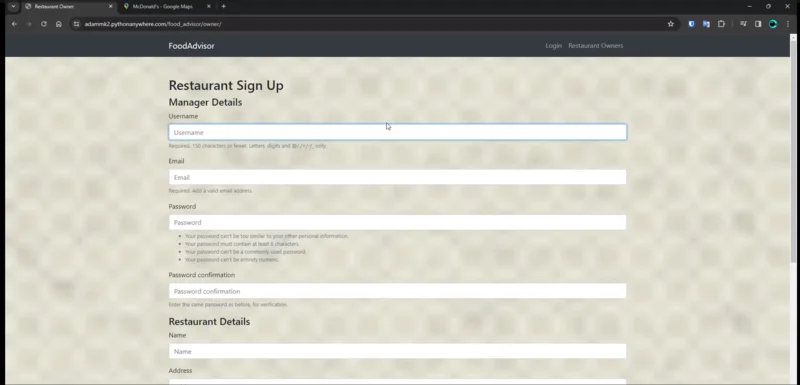 Restaurant Owner
McDonald's - Google Maps
adammk2.pythonanywhere.com/food_advisor/owner/
FoodAdvisor
Login
Restaurant Owners
Restaurant Sign Up
Manager Details
Username
Username
Required. 150 characters or fewer. Letters, digits and @/./+/-/_ only.
Email
Email
Required. Add a valid email address.
Password
Password
Your password can't be too similar to your other personal information.
Your password must contain at least 8 characters.
Your password can't be a commonly used password.
Your password can't be entirely numeric.
Password confirmation
Password confirmation
Enter the same password as before, for verification.
Restaurant Details
Name
Name
Address